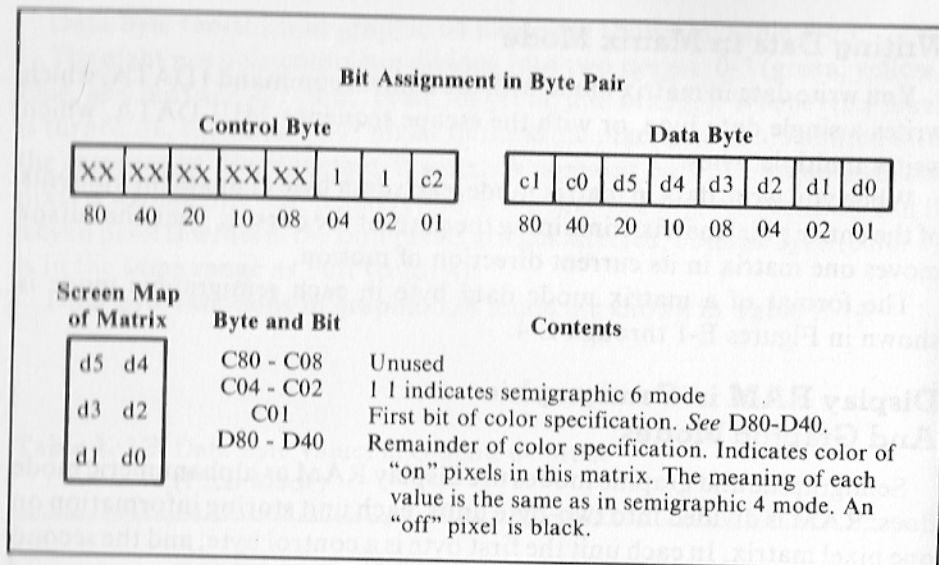 Bit Assignment in Byte Pair
Control Byte Data Byte
XX XX XX XX XX 1 1 c2 c1 c0 d5 d4 d3 d2 d1 d0
80 40 20 10 08 04 02 01 80 40 20 10 08 04 02 01
Screen Map
of Matrix Byte and Bit Contents
d5 d4 C80 - C08 Unused
C04 - C02 1 1 indicates semigraphic 6 mode
d3 d2 C01 First bit of color specification. See D80-D40.
D80 - D40 Remainder of color specification. Indicates color of
d1 d0 “on” pixels in this matrix. The meaning of each
value is the same as in semigraphic 4 mode. An
“off” pixel is black.